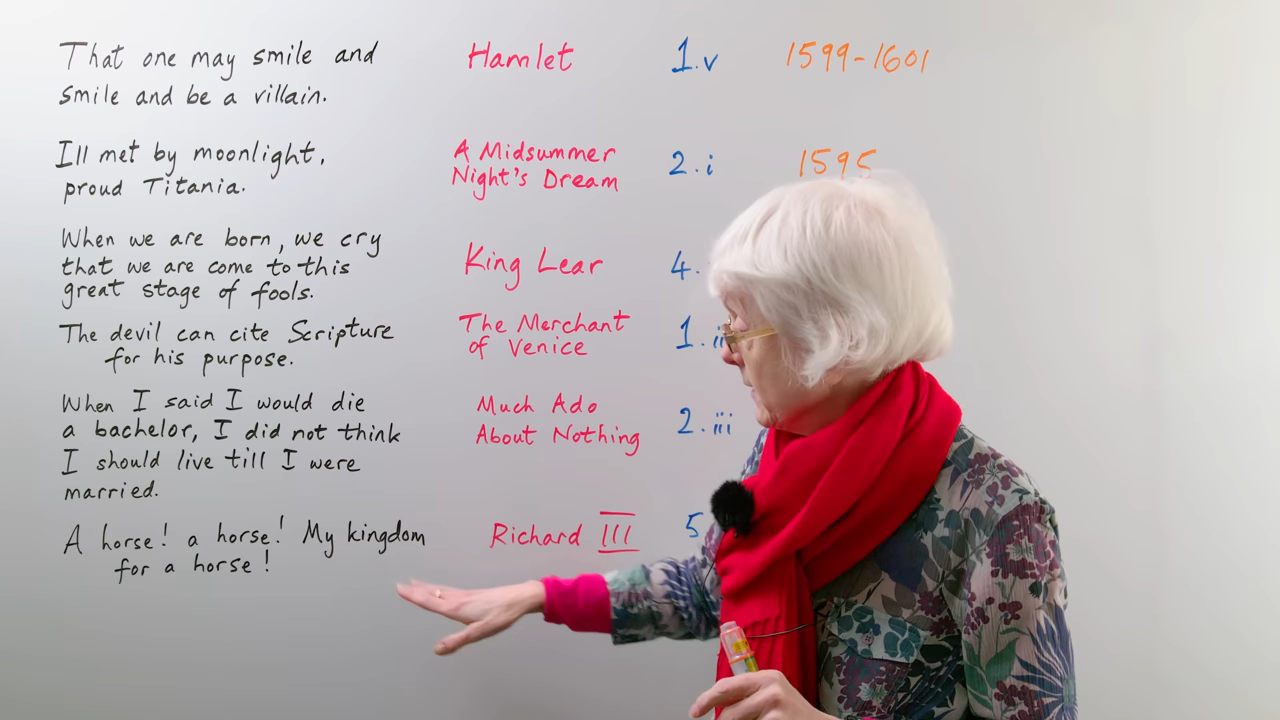 That one may smile and
smile and be a villain.
Hamlet
1.v
1599-1601
Ill met by moonlight,
proud Titania.
A Midsummer
Night's Dream
2.i
1595
When we are born, we cry
that we are come to this
great stage of fools.
King Lear
4.
The devil can cite Scripture
for his purpose.
The Merchant
of Venice
1.
When I said I would die
a bachelor, I did not think
I should live till I were
married.
Much Ado
About Nothing
2.iii
A horse! a horse! My kingdom
for a horse!
Richard III
5